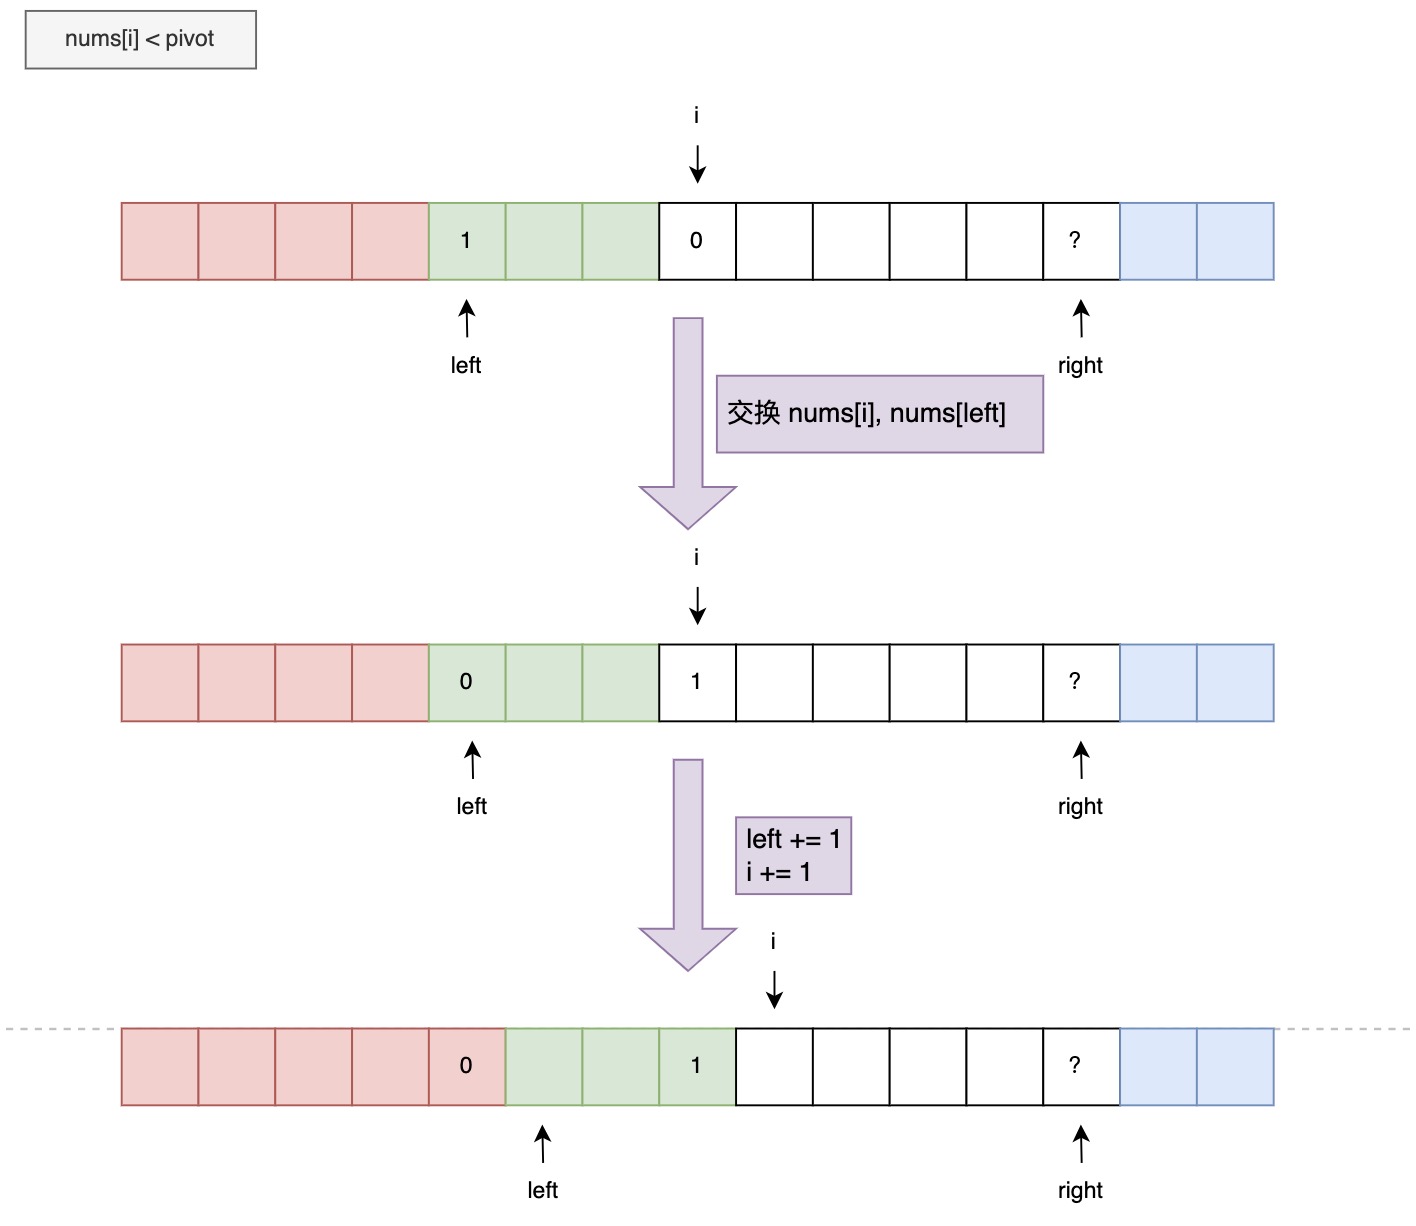 nums[i] < pivot
i
1 0 ?
left right
交换 nums[i], nums[left]
i
0 1 ?
left right
left += 1
i += 1
i
0 1 ?
left right